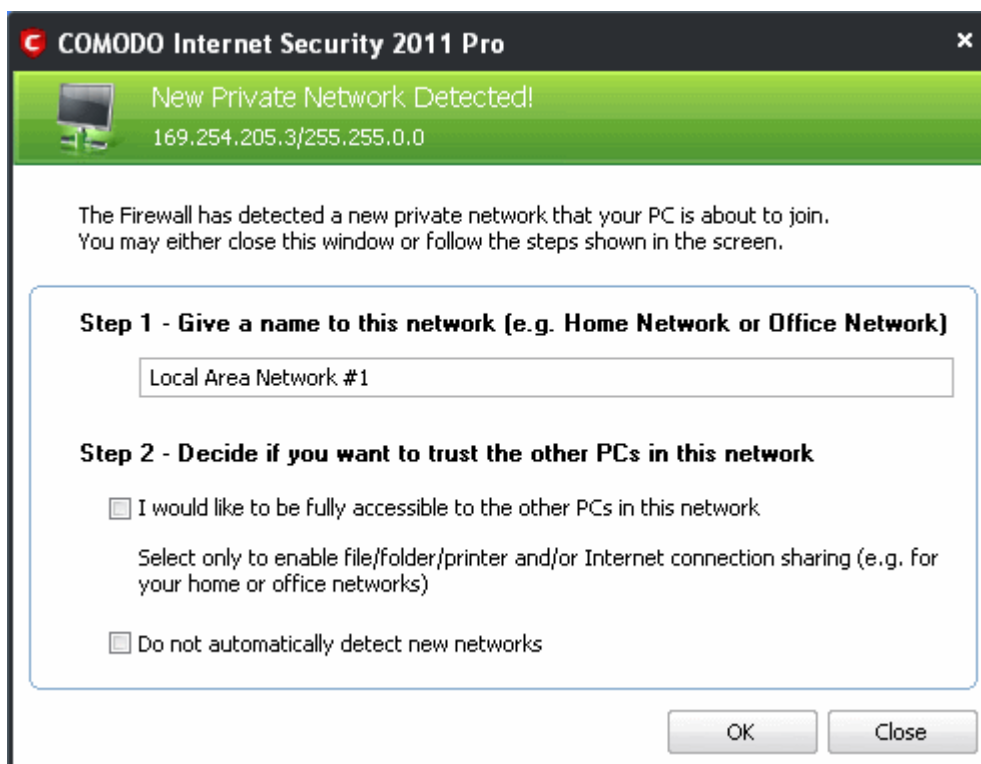 COMODO Internet Security 2011 Pro
New Private Network Detected!
169.254.205.3/255.255.0.0
The Firewall has detected a new private network that your PC is about to join.
You may either close this window or follow the steps shown in the screen.
Step 1 - Give a name to this network (e.g. Home Network or Office Network)
Local Area Network #1
Step 2 - Decide if you want to trust the other PCs in this network
I would like to be fully accessible to the other PCs in this network
Select only to enable file/folder/printer and/or Internet connection sharing (e.g. for
your home or office networks)
Do not automatically detect new networks
OK
Close